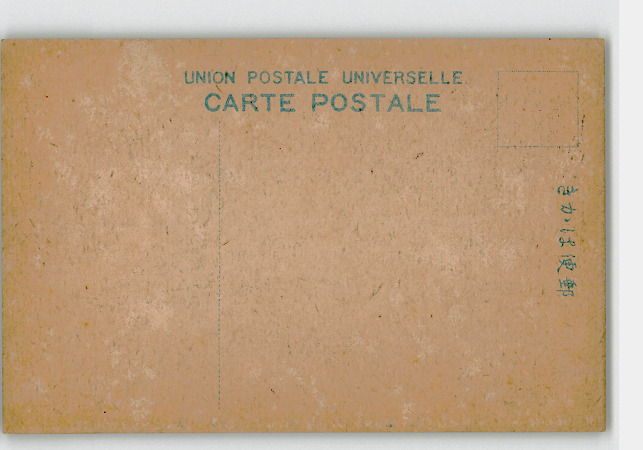 UNION POSTALE UNIVERSELLE.
CARTE POSTALE
郵便はかき